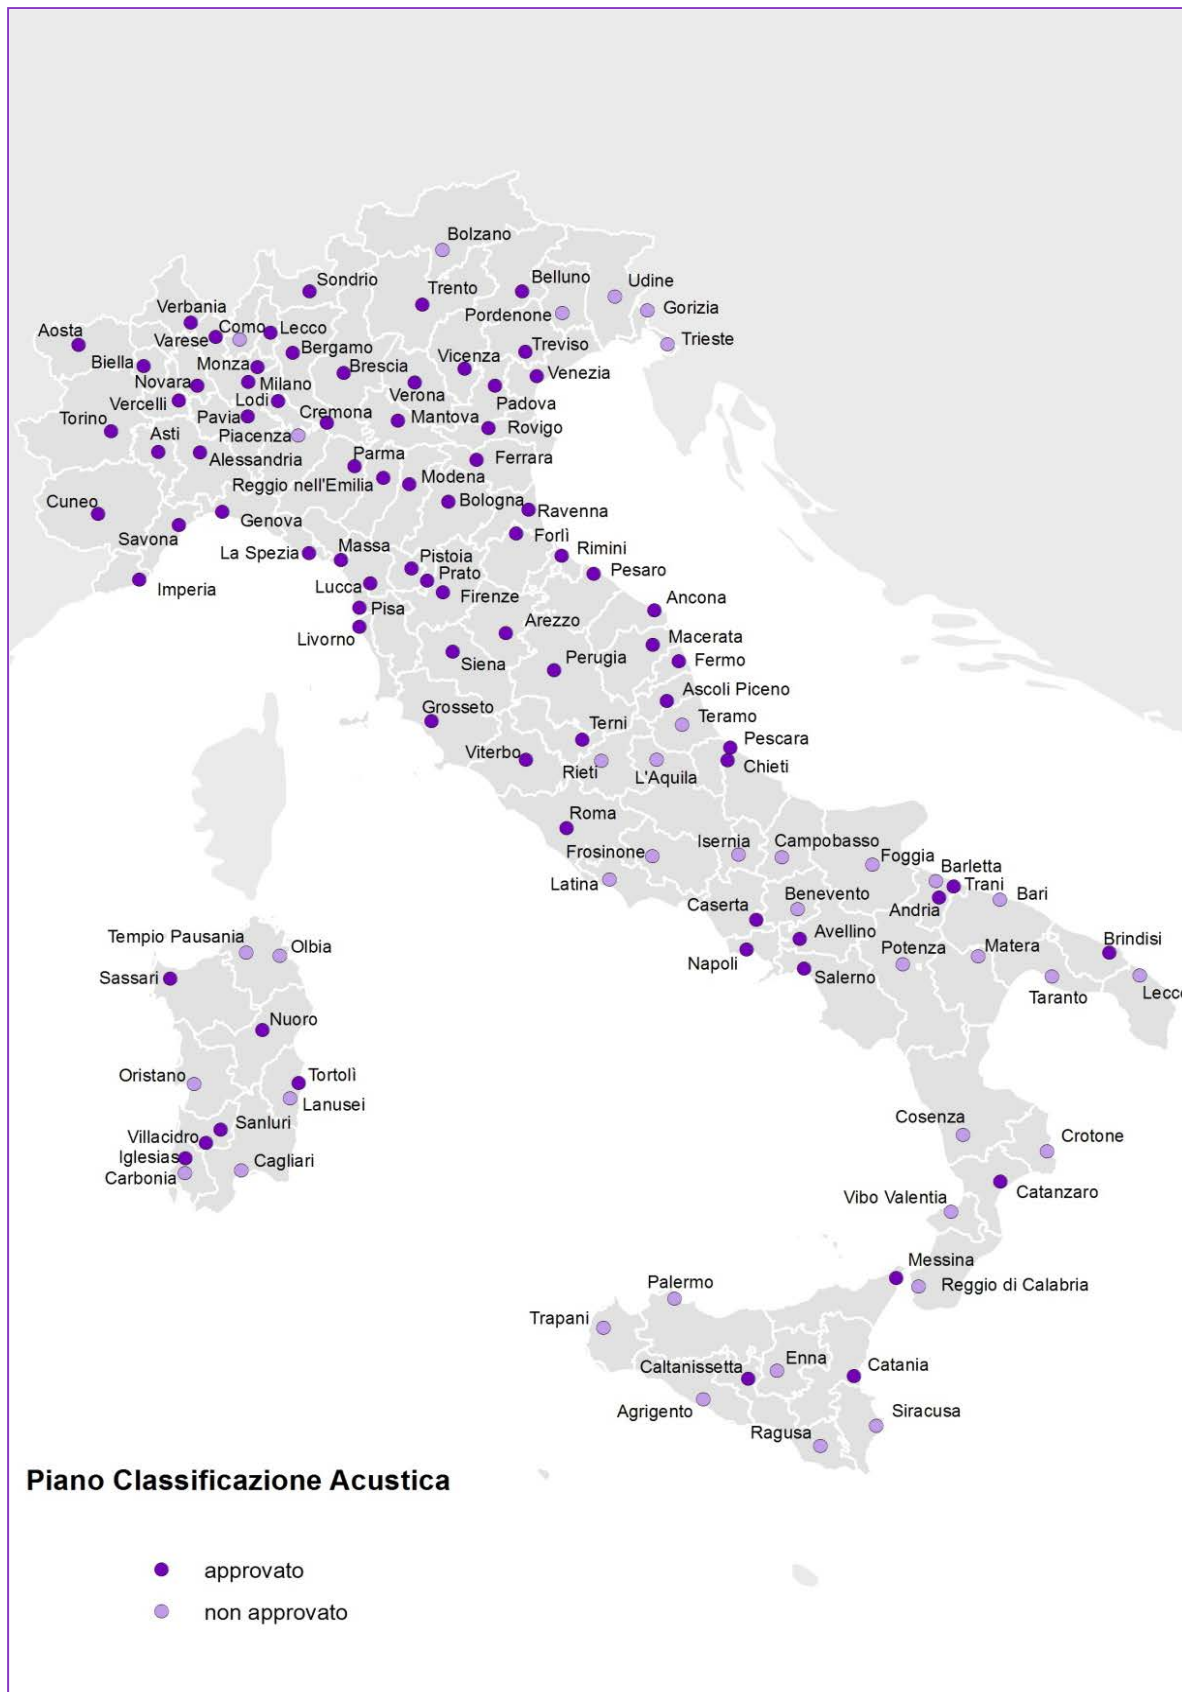 Bolzano
Sondrio
Trento
Belluno
Udine
Pordenone
Gorizia
Verbania
Como
Lecco
Aosta
Varese
Trieste
Biella
Monza
Bergamo
Brescia
Vicenza
Treviso
Venezia
Novara
Milano
Verona
Padova
Vercelli
Lodi
Torino
Pavia
Cremona
Mantova
Rovigo
Asti
Piacenza
Alessandria
Parma
Ferrara
Reggio nell'Emilia
Modena
Cuneo
Bologna
Ravenna
Savona
Genova
Forlì
La Spezia
Massa
Pistoia
Rimini
Prato
Pesaro
Imperia
Lucca
Firenze
Pisa
Ancona
Livorno
Arezzo
Macerata
Siena
Perugia
Fermo
Ascoli Piceno
Grosseto
Teramo
Terni
Pescara
Viterbo
Rieti
L'Aquila
Chieti
Roma
Isernia
Campobasso
Frosinone
Foggia
Barletta
Latina
Trani
Benevento
Bari
Caserta
Andria
Avellino
Tempio Pausania
Olbia
Potenza
Matera
Brindisi
Napoli
Sassari
Salerno
Taranto
Lecce
Nuoro
Oristano
Tortolì
Lanusei
Sanluri
Cosenza
Villacidro
Crotone
Iglesias
Cagliari
Carbonia
Catanzaro
Vibo Valentia
Messina
Palermo
Reggio di Calabria
Trapani
Enna
Caltanissetta
Catania
Agrigento
Siracusa
Ragusa
Piano Classificazione Acustica
approvato
non approvato